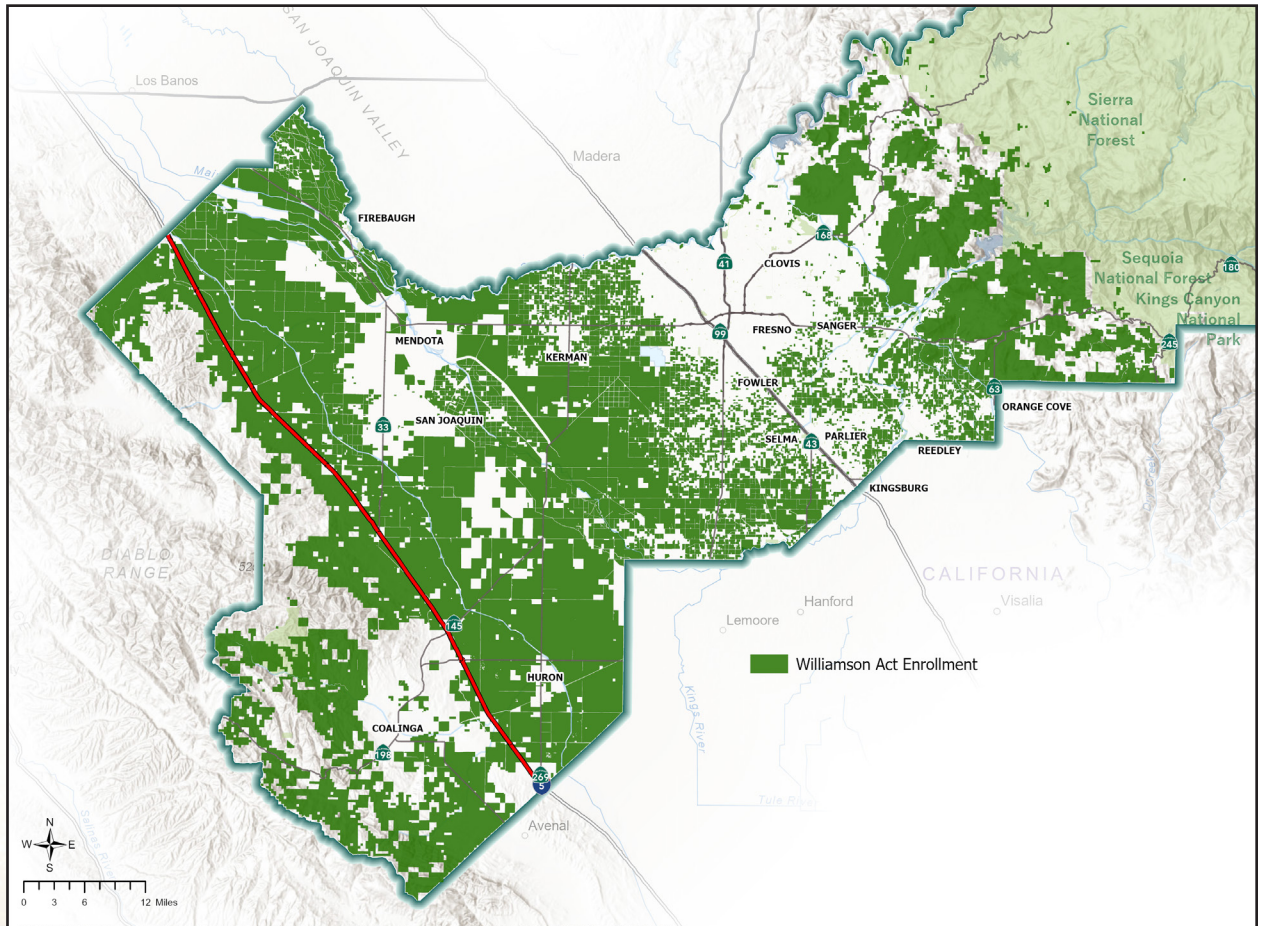 SAN JOAQUIN VALLEY
Los Banos
Madera
Sierra
National
Forest
FIREBAUGH
168
41
CLOVIS
Sequoia
National Forest
180
Kings Canyon
National
Park
MENDOTA
99
FRESNO
SANGER
245
KERMAN
FOWLER
63
ORANGE COVE
33
SAN JOAQUIN
SELMA
43
PARLIER
REEDLEY
KINGSBURG
DIABLO
RANGE
CALIFORNIA
Hanford
Visalia
Lemoore
145
Williamson Act Enrollment
HURON
Kings River
COALINGA
198
269
5
Tule River
Avenal
N
W
E
S
0 3 6 12 Miles